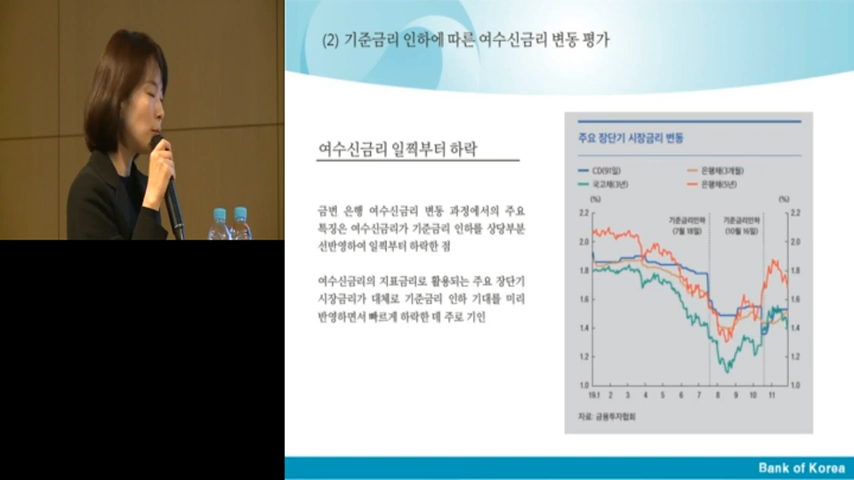 (2) 기준금리 인하에 따른 여수신금리 변동 평가
여수신금리 일찍부터 하락
금번 은행 여수신금리 변동 과정에서의 주요
특징은 여수신금리가 기준금리 인하를 상당부분
선반영하여 일찍부터 하락한 점
여수신금리의 지표금리로 활용되는 주요 장단기
시장금리가 대체로 기준금리 인하 기대를 미리
반영하면서 빠르게 하락한 데 주로 기인
주요 장단기 시장금리 변동
CD(91일) 은행채(3개월)
국고채(3년) 은행채(5년)
(%) (%)
2.2 2.2
기준금리인하 기준금리인하
(7월 18일) (10월 16일)
2.0 2.0
1.8 1.8
1.6 1.6
1.4 1.4
1.2 1.2
1.0 1.0
19.1 2 3 4 5 6 7 8 9 10 11
자료: 금융투자협회
Bank of Korea